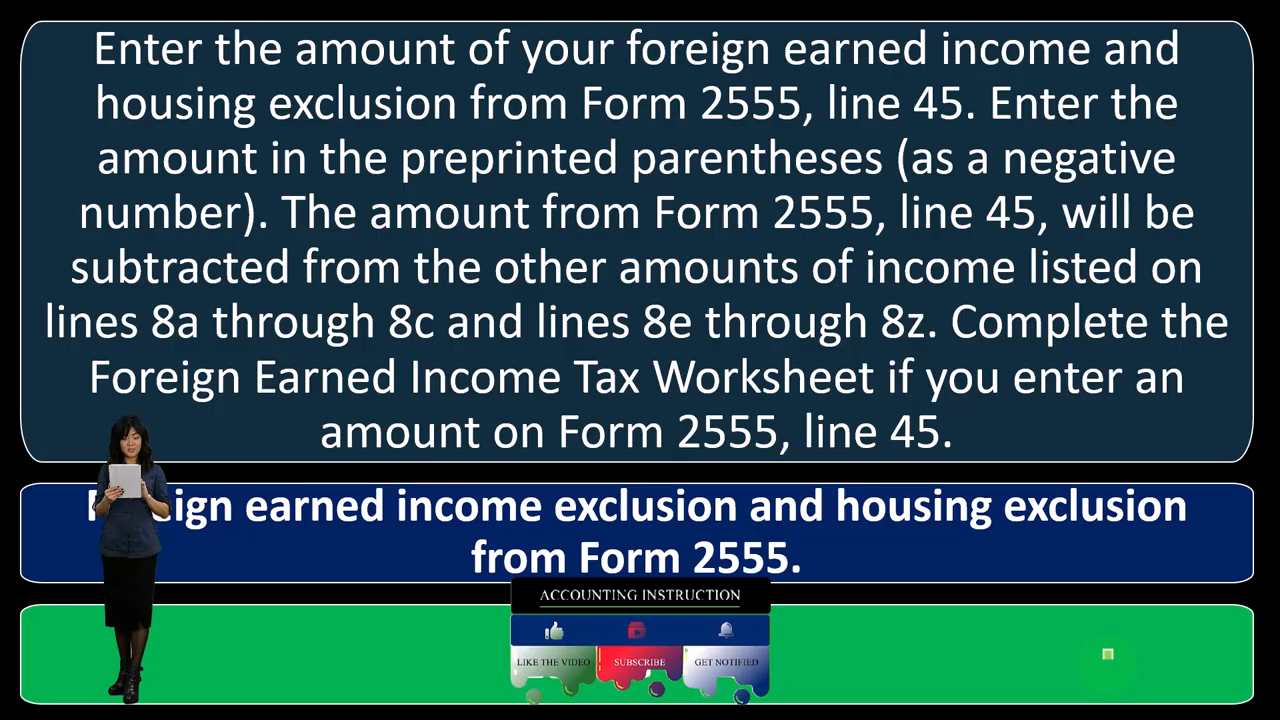 Enter the amount of your foreign earned income and
housing exclusion from Form 2555, line 45. Enter the
amount in the preprinted parentheses (as a negative
number). The amount from Form 2555, line 45, will be
subtracted from the other amounts of income listed on
lines 8a through 8c and lines 8e through 8z. Complete the
Foreign Earned Income Tax Worksheet if you enter an
amount on Form 2555, line 45.
earned income exclusion and housing exclusion
from Form 2555.
ACCOUNTING INSTRUCTION
LIKE THE VIDEO
SUBSCRIBE
GET NOTIFIED